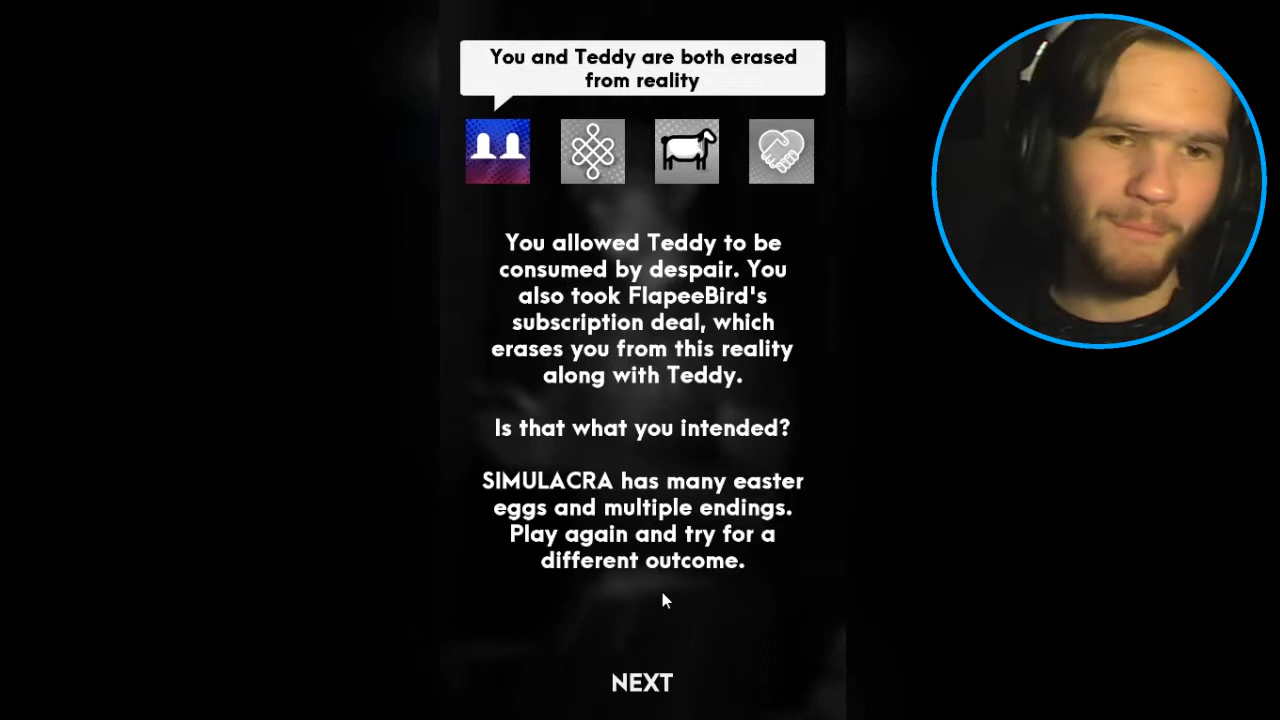 You and Teddy are both erased
from reality
You allowed Teddy to be
consumed by despair. You
also took FlapeeBird's
subscription deal, which
erases you from this reality
along with Teddy.
Is that what you intended?
SIMULACRA has many easter
eggs and multiple endings.
Play again and try for a
different outcome.
NEXT